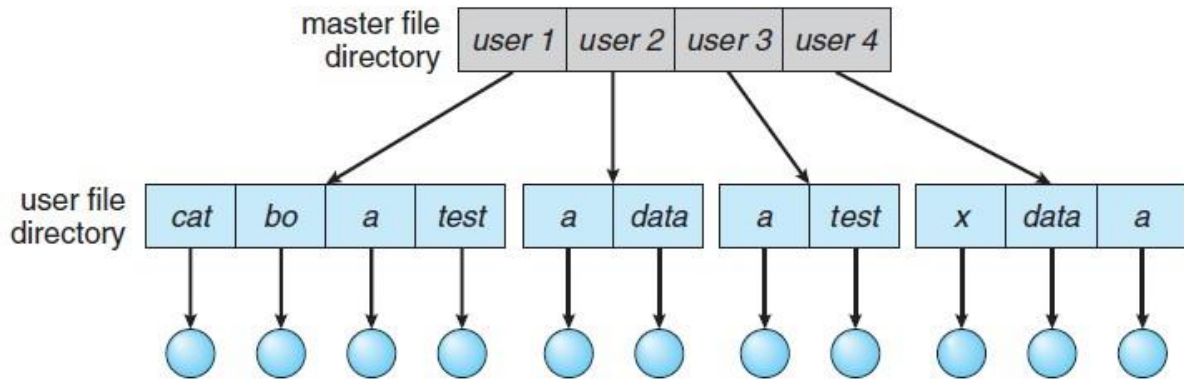 master file
directory
user 1 user 2 user 3 user 4
user file
directory
cat bo a test a data a test x data a